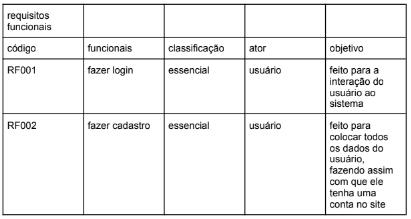 requisitos
funcionais
código funcionais classificação ator objetivo
RF001 fazer login essencial usuário feito para a
interação do
usuário ao
sistema
RF002 fazer cadastro essencial usuário feito para
colocar todos
os dados do
usuário,
fazendo assim
com que ele
tenha uma
conta no site